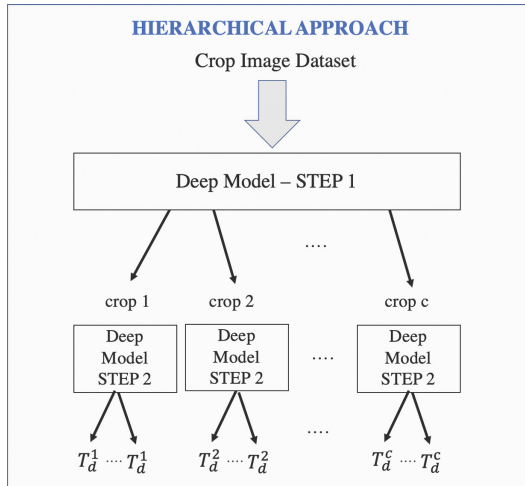 HIERARCHICAL APPROACH
Crop Image Dataset
Deep Model – STEP 1
....
crop 1 crop 2 crop c
Deep Model STEP 2
Deep Model STEP 2
....
Deep Model STEP 2
....
T_d^1 .... T_d^1 T_d^2 .... T_d^2 T_d^c .... T_d^c